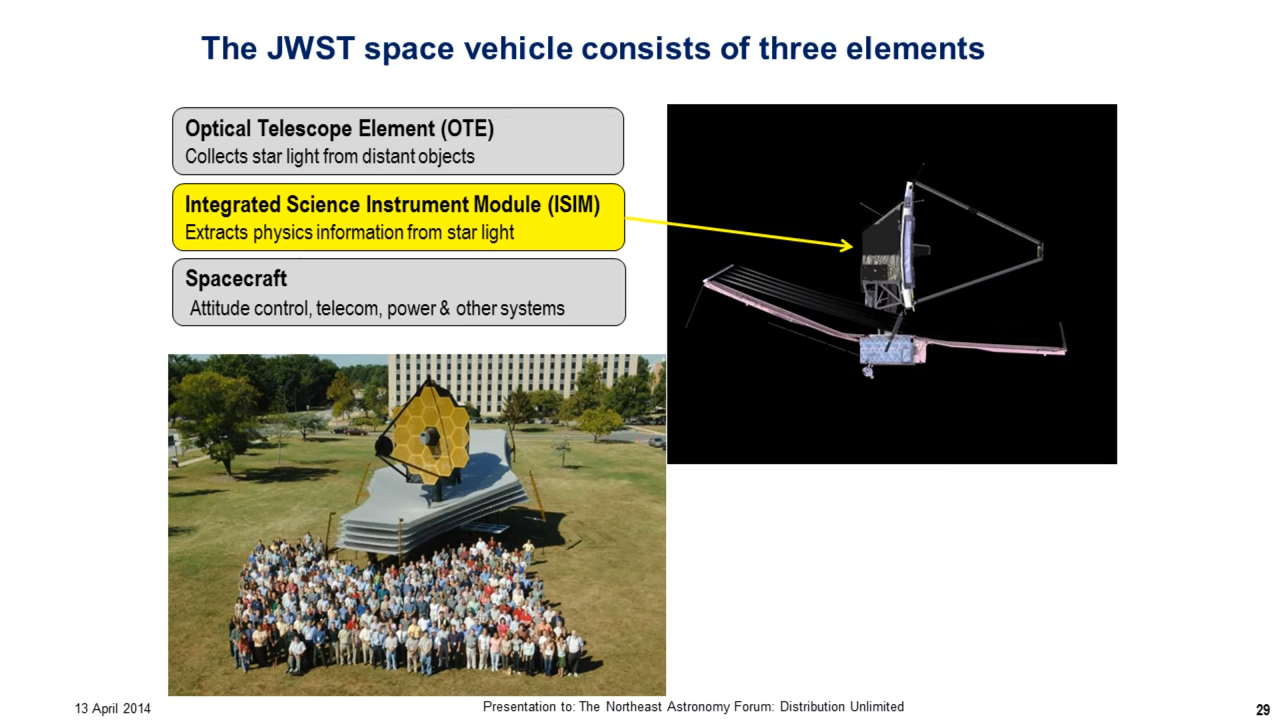 The JWST space vehicle consists of three elements
Optical Telescope Element (OTE)
Collects star light from distant objects
Integrated Science Instrument Module (ISIM)
Extracts physics information from star light
Spacecraft
Attitude control, telecom, power & other systems
13 April 2014
Presentation to: The Northeast Astronomy Forum: Distribution Unlimited
29